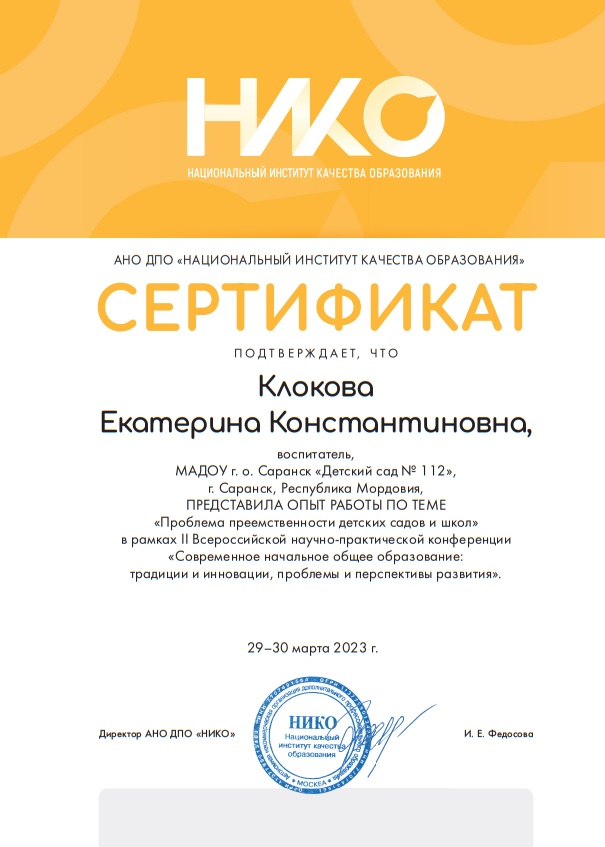 НИКО
НАЦИОНАЛЬНЫЙ ИНСТИТУТ КАЧЕСТВА ОБРАЗОВАНИЯ
АНО ДПО «НАЦИОНАЛЬНЫЙ ИНСТИТУТ КАЧЕСТВА ОБРАЗОВАНИЯ»
СЕРТИФИКАТ
ПОДТВЕРЖДАЕТ, ЧТО
Клокова
Екатерина Константиновна,
воспитатель,
МАДОУ г. о. Саранск «Детский сад № 112»,
г. Саранск, Республика Мордовия,
ПРЕДСТАВИЛА ОПЫТ РАБОТЫ ПО ТЕМЕ
«Проблема преемственности детских садов и школ»
в рамках II Всероссийской научно-практической конференции
«Современное начальное общее образование:
традиции и инновации, проблемы и перспективы развития».
29–30 марта 2023 г.
НИКО
Национальный
институт качества
образования
МОСКВА
Директор АНО ДПО «НИКО»
И. Е. Федосова